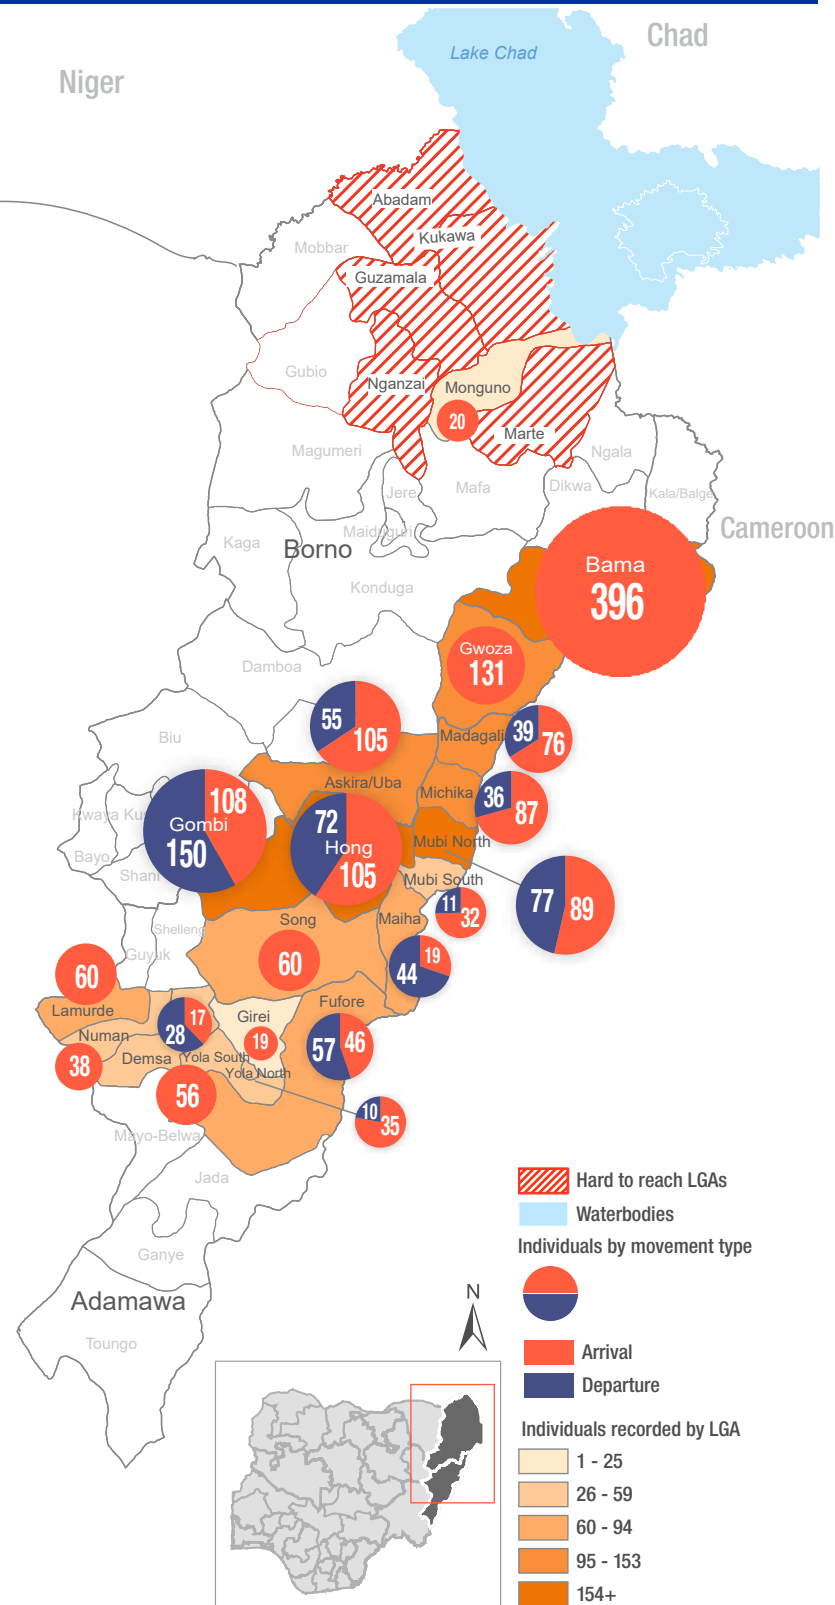 Chad
Lake Chad
Niger
Abadam
Kukawa
Mobbar
Guzamala
Gubio
Nganzai
Monguno
20
Marte
Magumeri
Ngala
Jere
Mafa
Dikwa
Kala/Balge
Maiduguri
Cameroon
Kaga
Borno
Konduga
Bama
396
Gwoza
131
Damboa
55
105
Madagali
39
76
Biu
Askira/Uba
Michika
36
87
Kwaya Ku
108
Gombi
150
72
Hong
105
Mubi North
Bayo
Shani
Mubi South
77
89
11
32
Song
Maiha
Shelleng
Guyuk
60
60
19
44
Lamurde
Fufore
Girei
17
28
Numan
19
57
46
Demsa
Yola South
38
Yola North
56
10
35
Mayo-Belwa
Jada
Hard to reach LGAs
Waterbodies
Individuals by movement type
Ganye
Adamawa
N
Toungo
Arrival
Departure
Individuals recorded by LGA
1 - 25
26 - 59
60 - 94
95 - 153
154+